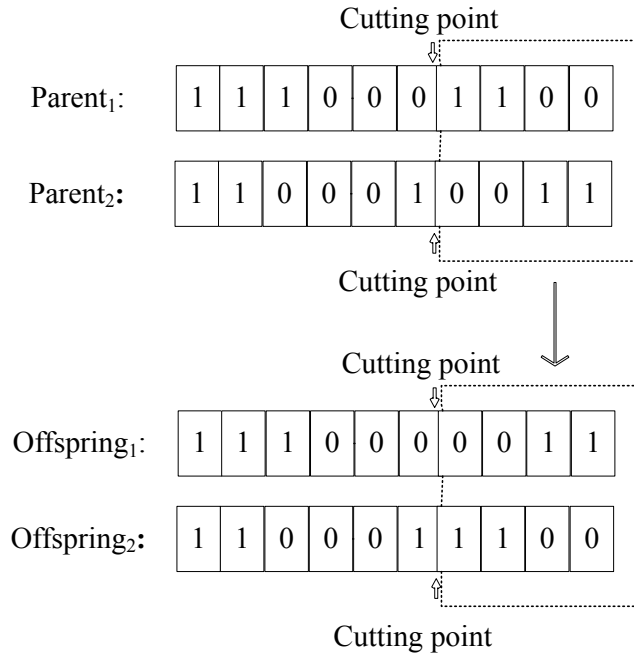 Cutting point
Parent1: 1 1 1 0 0 0 1 1 0 0
Parent2: 1 1 0 0 0 1 0 0 1 1
Cutting point
Cutting point
Offspring1: 1 1 1 0 0 0 0 0 1 1
Offspring2: 1 1 0 0 0 1 1 1 0 0
Cutting point